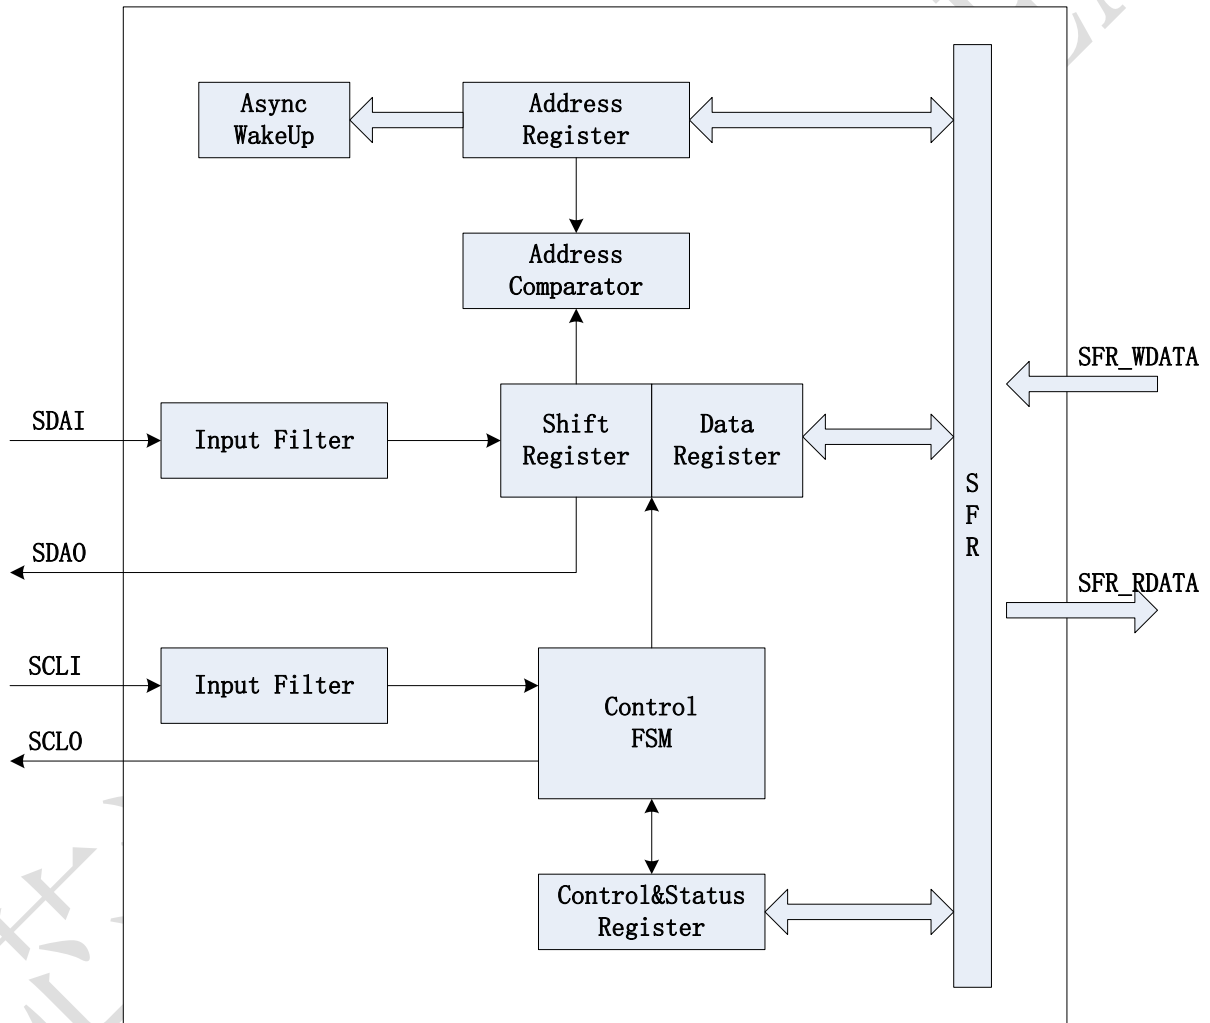 Async
WakeUp
Address
Register
Address
Comparator
SFR_WDATA
SDAI
Input Filter
Shift
Register
Data
Register
S
F
R
SDAO
SFR_RDATA
SCLI
Input Filter
Control
FSM
SCLO
Control&Status
Register